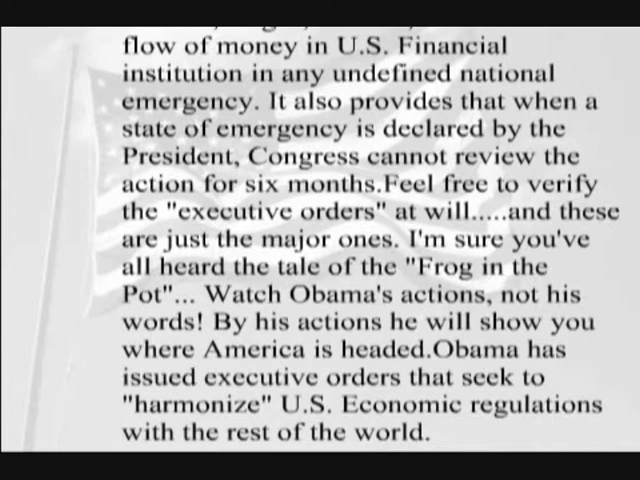 flow of money in U.S. Financial
institution in any undefined national
emergency. It also provides that when a
state of emergency is declared by the
President, Congress cannot review the
action for six months.Feel free to verify
the "executive orders" at will.....and these
are just the major ones. I'm sure you've
all heard the tale of the "Frog in the
Pot"... Watch Obama's actions, not his
words! By his actions he will show you
where America is headed.Obama has
issued executive orders that seek to
"harmonize" U.S. Economic regulations
with the rest of the world.